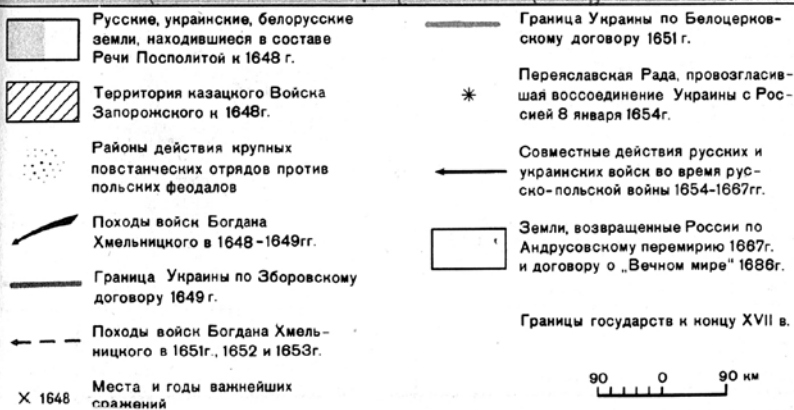 Русские, украинские, белорусские
земли, находившиеся в составе
Речи Посполитой к 1648 г.
Территория казацкого Войска
Запорожского к 1648г.
Районы действия крупных
повстанческих отрядов против
польских феодалов
Походы войск Богдана
Хмельницкого в 1648-1649гг.
Граница Украины по Зборовскому
договору 1649 г.
Походы войск Богдана Хмель-
ницкого в 1651г., 1652 и 1653г.
× 1648 Места и годы важнейших
сражений
Граница Украины по Белоцерков-
скому договору 1651 г.
Переяславская Рада, провозгласив-
шая воссоединение Украины с Рос-
сией 8 января 1654г.
Совместные действия русских и
украинских войск во время рус-
ско-польской войны 1654-1667гг.
Земли, возвращенные России по
Андрусовскому перемирию 1667г.
и договору о „Вечном мире" 1686г.
Границы государств к концу XVII в.
90 0 90 км